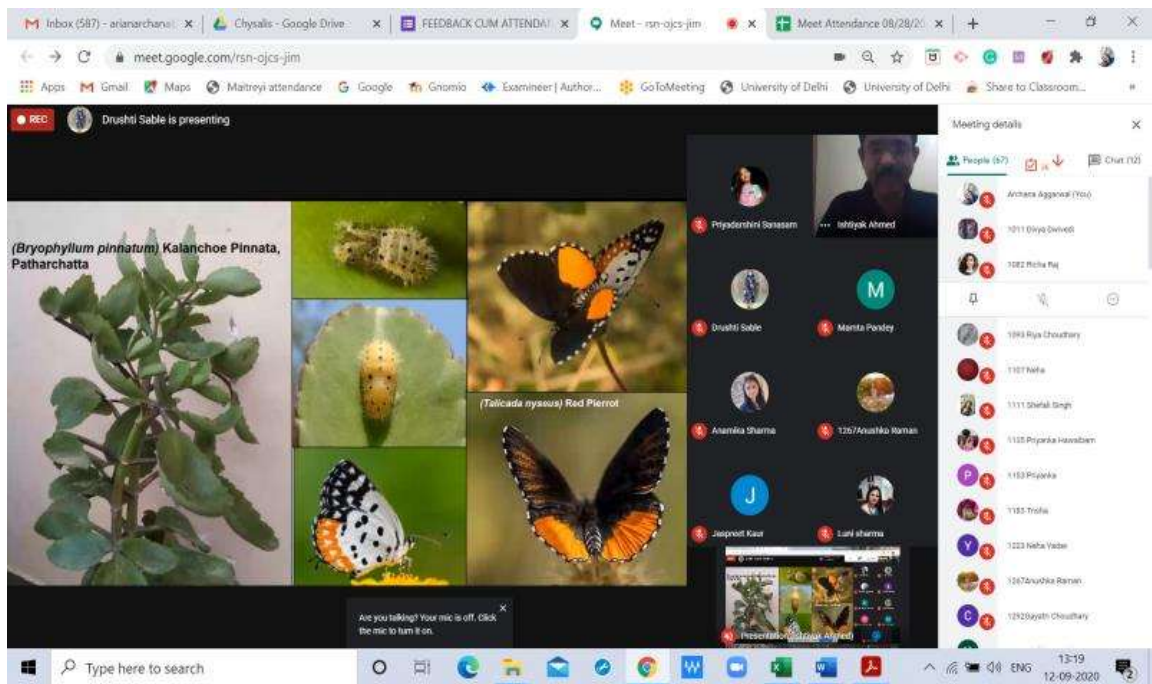 Inbox (587) - arianarchana
Chysalis - Google Drive
FEEDBACK CUM ATTENDAN
Meet - rsn-ojcs-jim
Meet Attendance 08/28/20
meet.google.com/rsn-ojcs-jim
Apps
Gmail
Maps
Maitreyi attendance
Google
Gnomio
Examineer | Author...
GoToMeeting
University of Delhi
University of Delhi
Share to Classroom...
REC
Drushti Sable is presenting
(Bryophyllum pinnatum) Kalanchoe Pinnata,
Patharchatta
(Talicada nyseus) Red Pierrot
Priyadarshini Sanasam
Ishtiyak Ahmed
Drushti Sable
M
Mamta Pandey
Anamika Sharma
1267Anushka Raman
J
Jaspreet Kaur
Luni sharma
Presentation (Ishtiyak Ahmed)
Are you talking? Your mic is off. Click
the mic to turn it on.
Meeting details
People (67)
Chat (12)
Archana Aggarwal (You)
1011 Divya Dwivedi
1082 Richa Raj
1093 Riya Choudhary
1107 Neha
1111 Shefali Singh
1135 Priyanka Hawaibam
P
1153 Priyanka
1183 Trisha
Y
1223 Neha Yadav
1267Anushka Raman
C
1292Gayatri Choudhary
Type here to search
ENG
13:19
12-09-2020
2